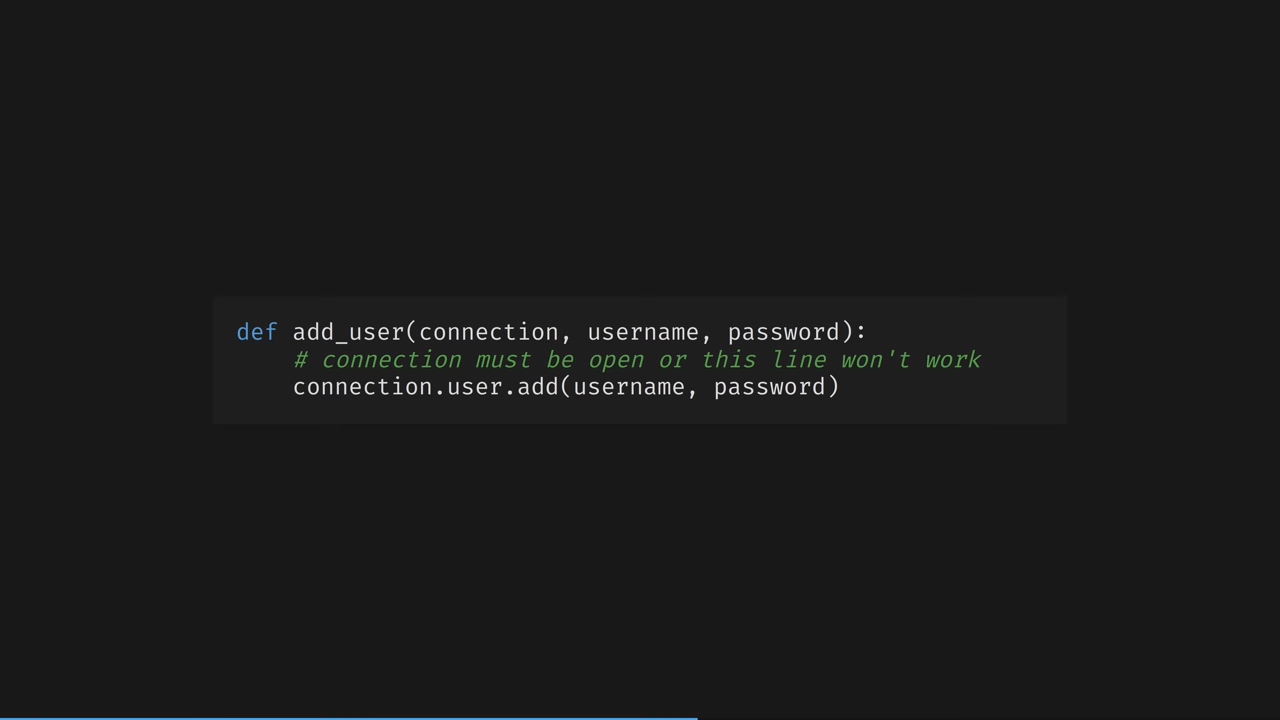 def add_user(connection, username, password):
    # connection must be open or this line won't work
    connection.user.add(username, password)